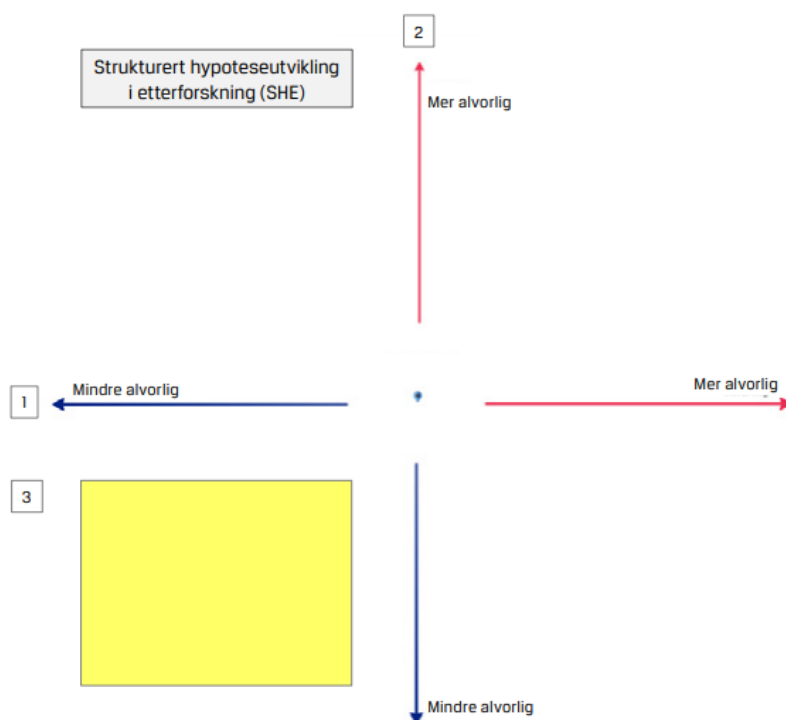 2
Strukturert hypoteseutvikling
i etterforskning (SHE)
Mer alvorlig
1
Mindre alvorlig
Mer alvorlig
3
Mindre alvorlig